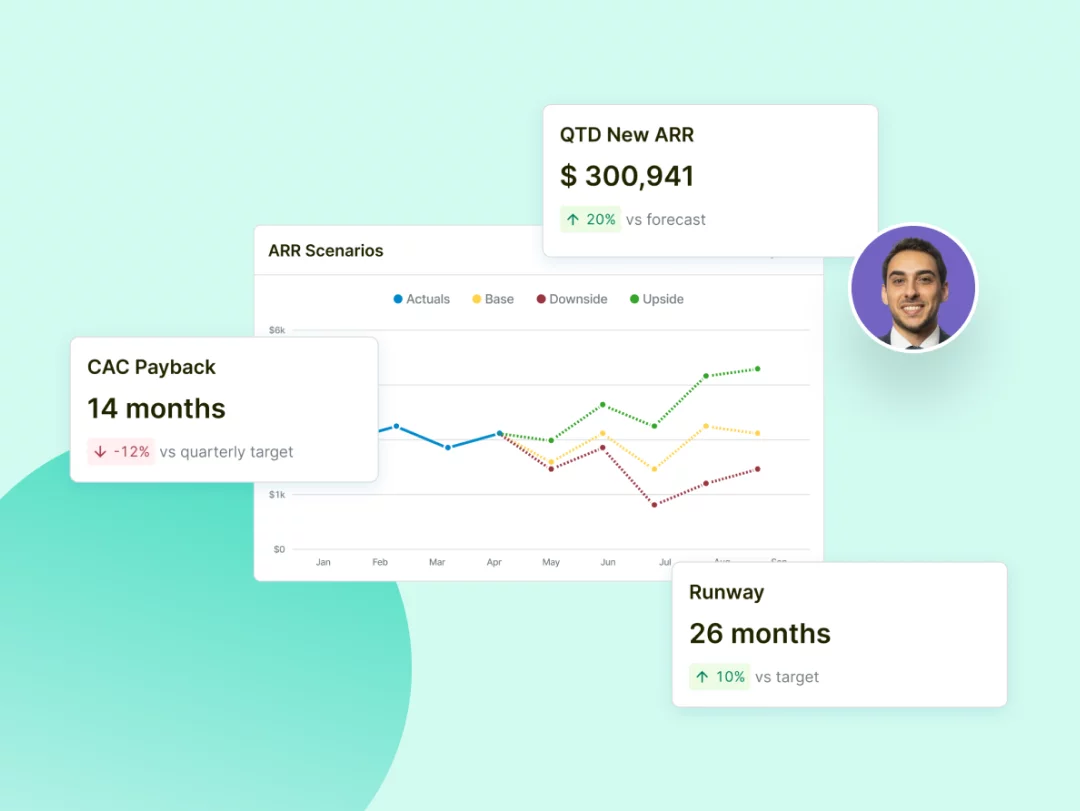 QTD New ARR
$ 300,941
↑ 20% vs forecast
ARR Scenarios
Actuals Base Downside Upside
$6k
CAC Payback
14 months
↓ -12% vs quarterly target
$1k
$0
Jan Feb Mar Apr May Jun Jul
Runway
26 months
↑ 10% vs target